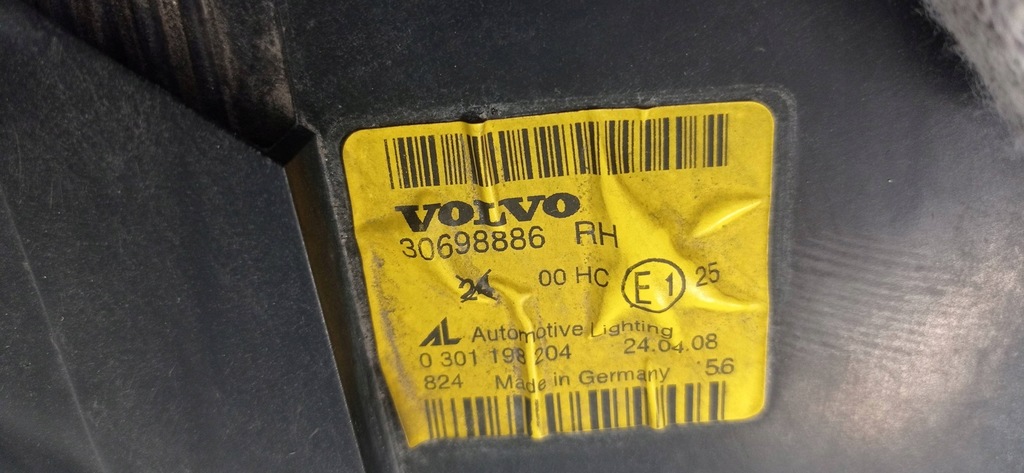 VOLVO
30698886 RH
24 00 HC E1 25
AL Automotive Lighting
0 301 198 204 24.04.08
824 Made in Germany 56